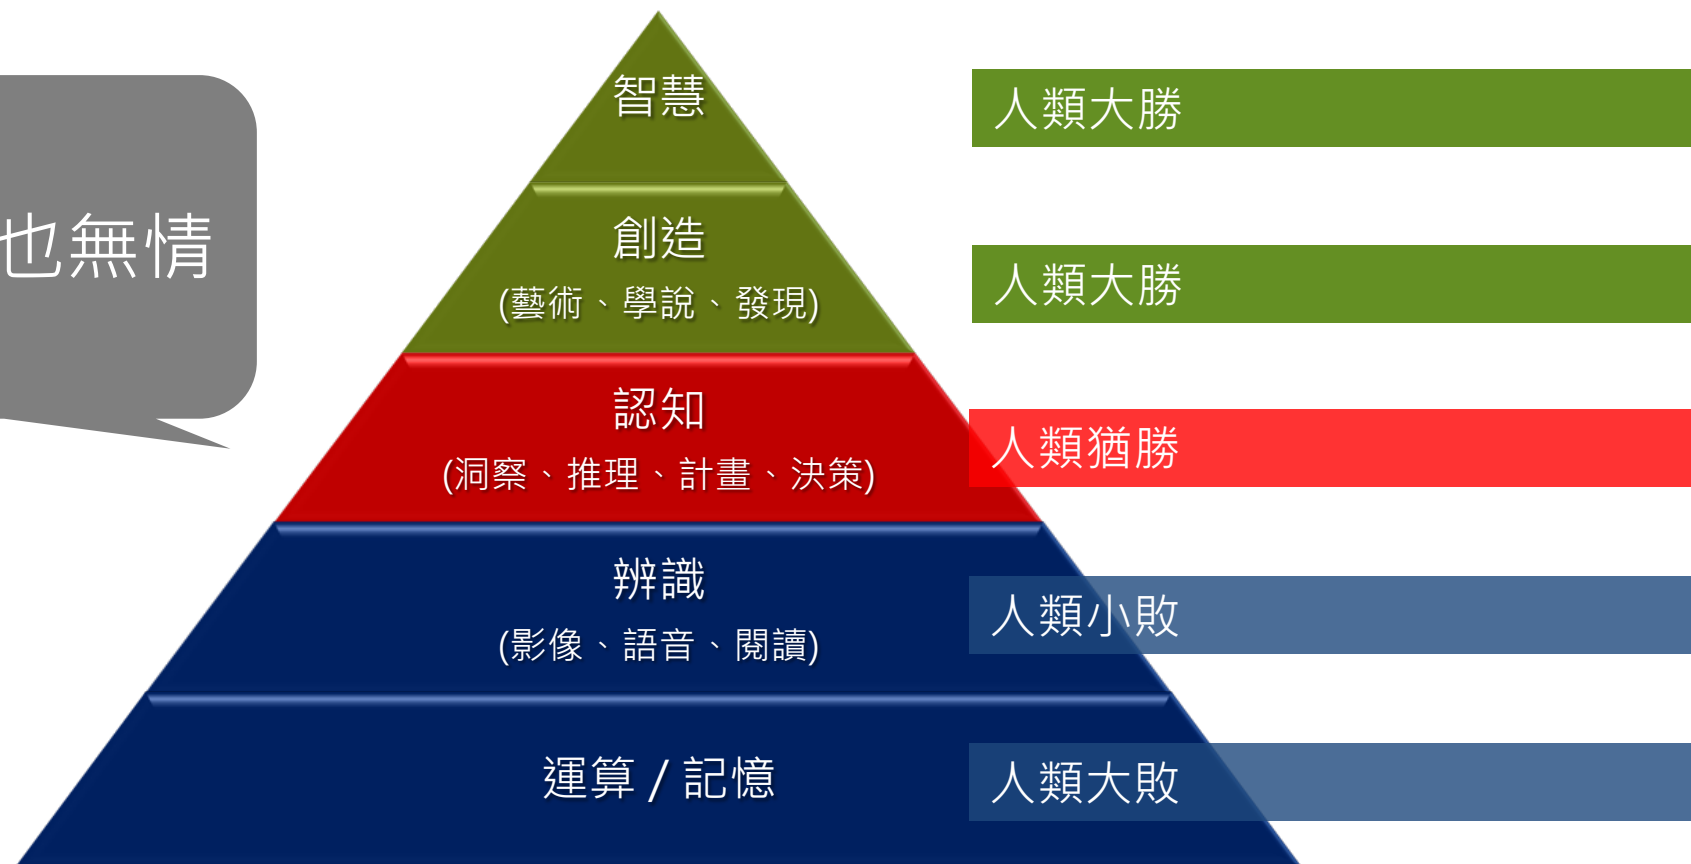 也無情
智慧
人類大勝
創造
(藝術、學說、發現)
人類大勝
認知
(洞察、推理、計畫、決策)
人類猶勝
辨識
(影像、語音、閱讀)
人類小敗
運算 / 記憶
人類大敗